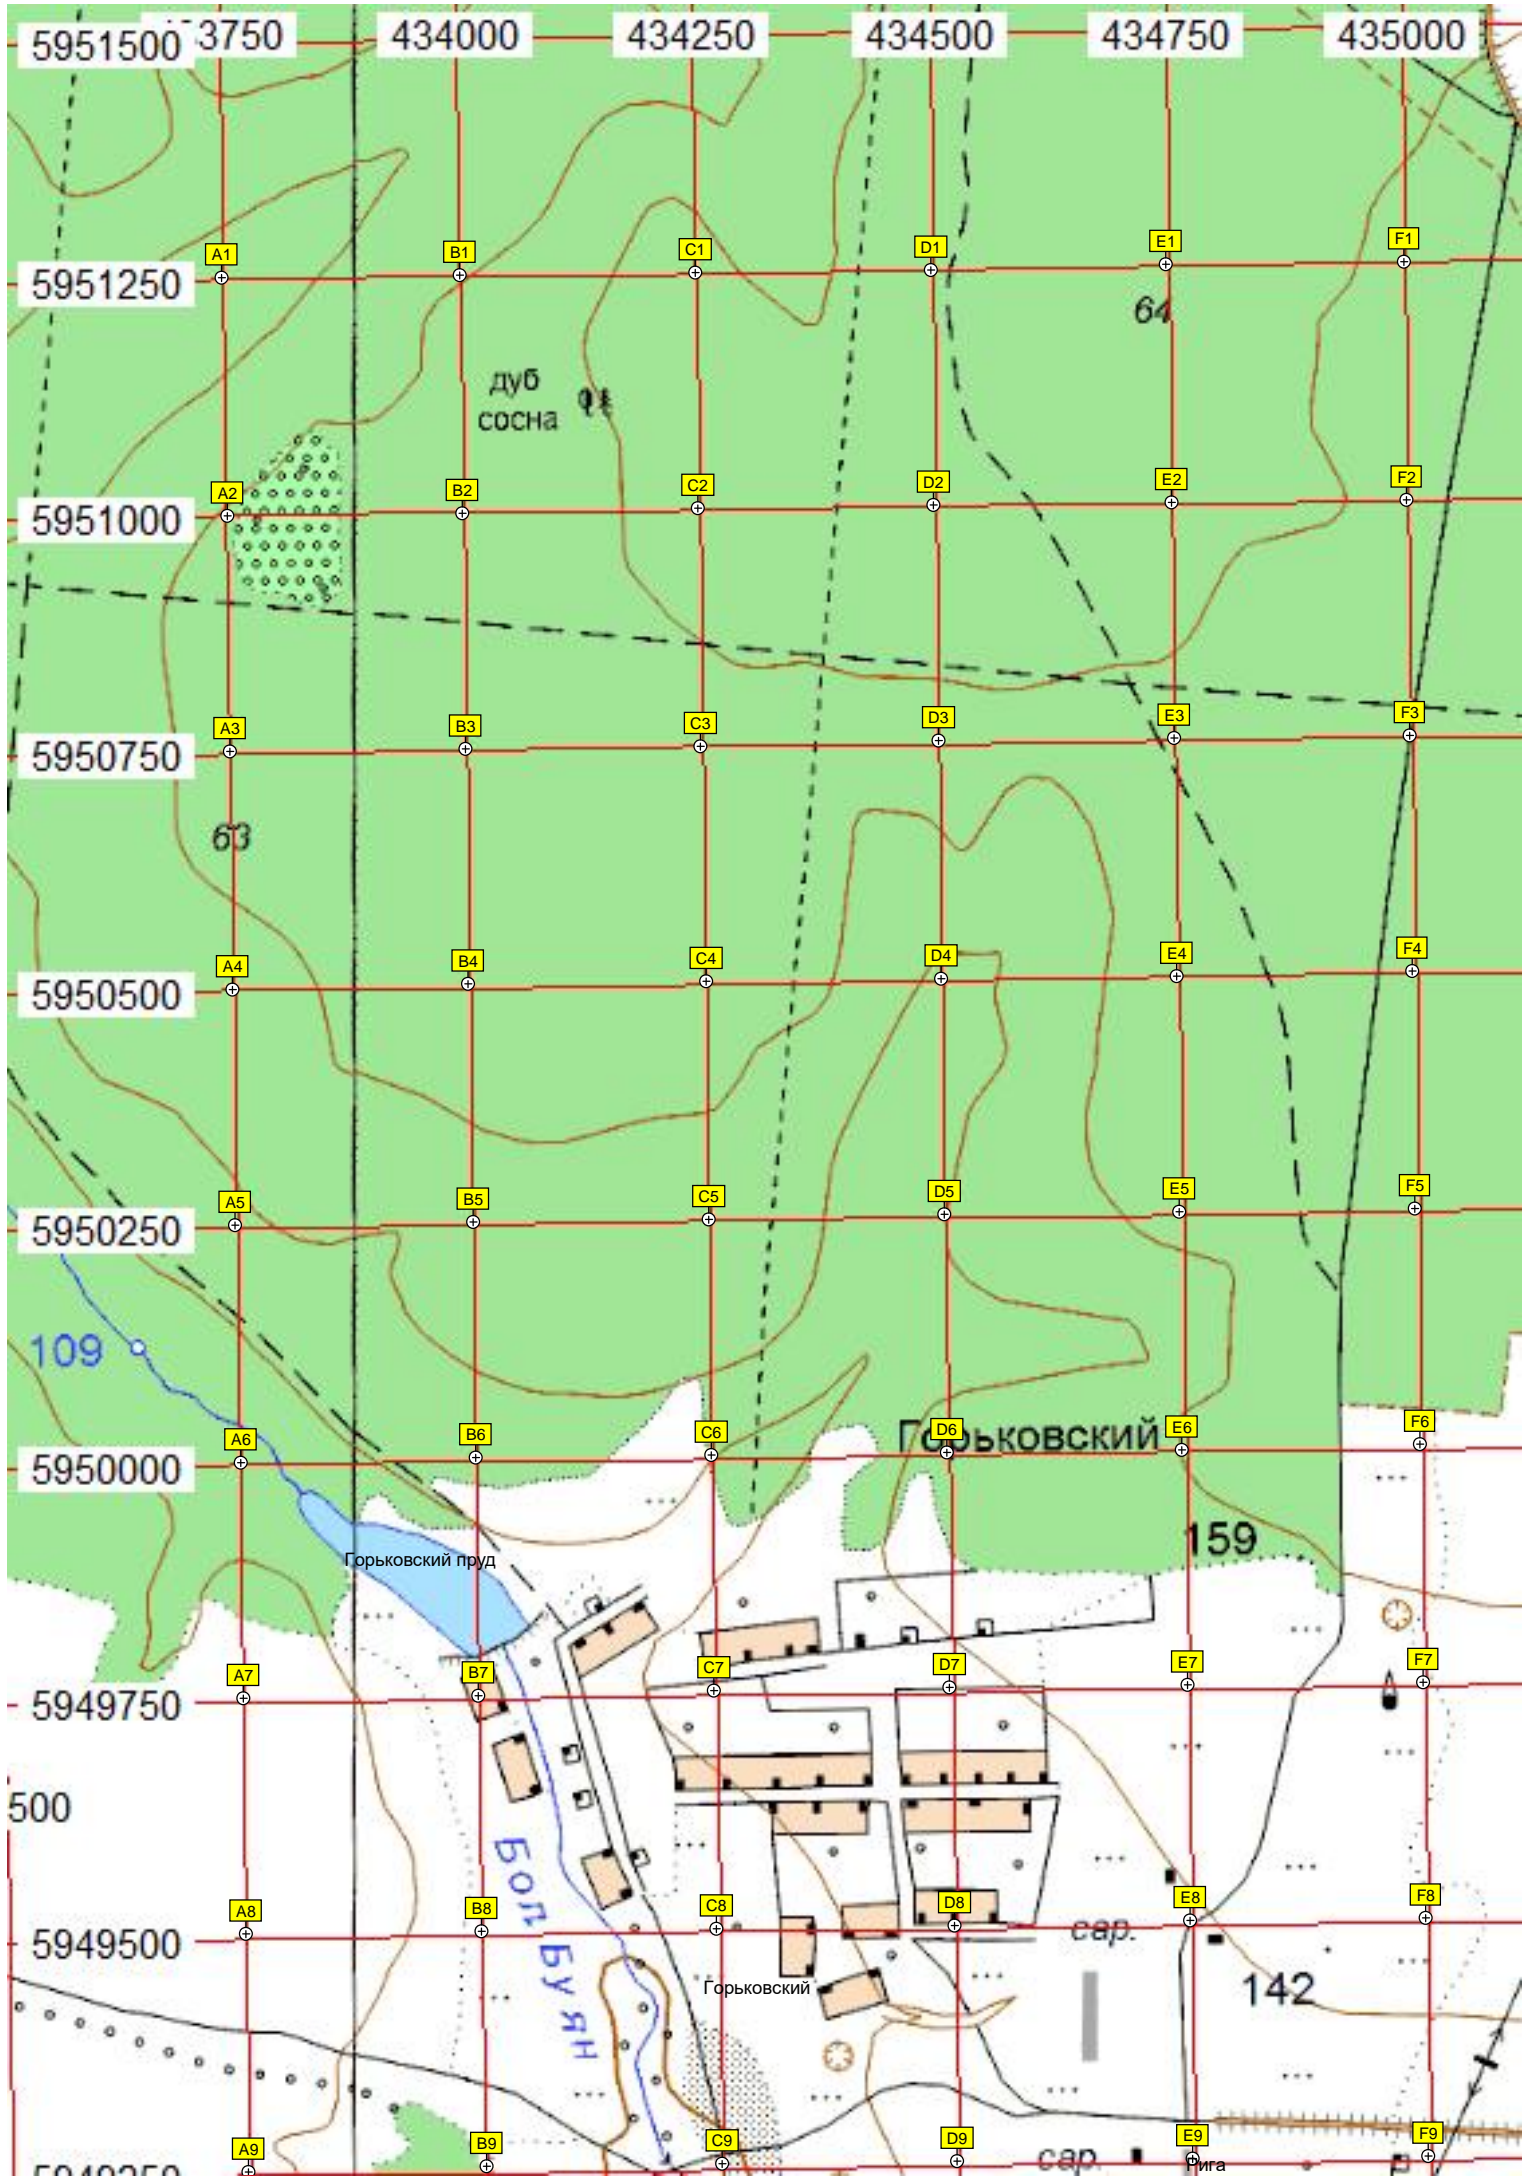 5951500 433750 434000 434250 434500 434750 435000
A1 B1 C1 D1 E1 F1
5951250
64
дуб
сосна
A2 B2 C2 D2 E2 F2
5951000
A3 B3 C3 D3 E3 F3
5950750
63
A4 B4 C4 D4 E4 F4
5950500
A5 B5 C5 D5 E5 F5
5950250
109
A6 B6 C6 D6 E6 F6
Горьковский
5950000
159
Горьковский пруд
A7 B7 C7 D7 E7 F7
5949750
500
Бол Буян
A8 B8 C8 D8 E8 F8
сар.
5949500
Горьковский
142
A9 B9 C9 D9 E9 F9
сар.
Рига
5949250